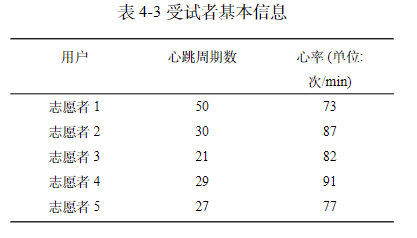 表 4-3 受试者基本信息
用户 心跳周期数 心率 (单位:
次/min)
志愿者 1 50 73
志愿者 2 30 87
志愿者 3 21 82
志愿者 4 29 91
志愿者 5 27 77